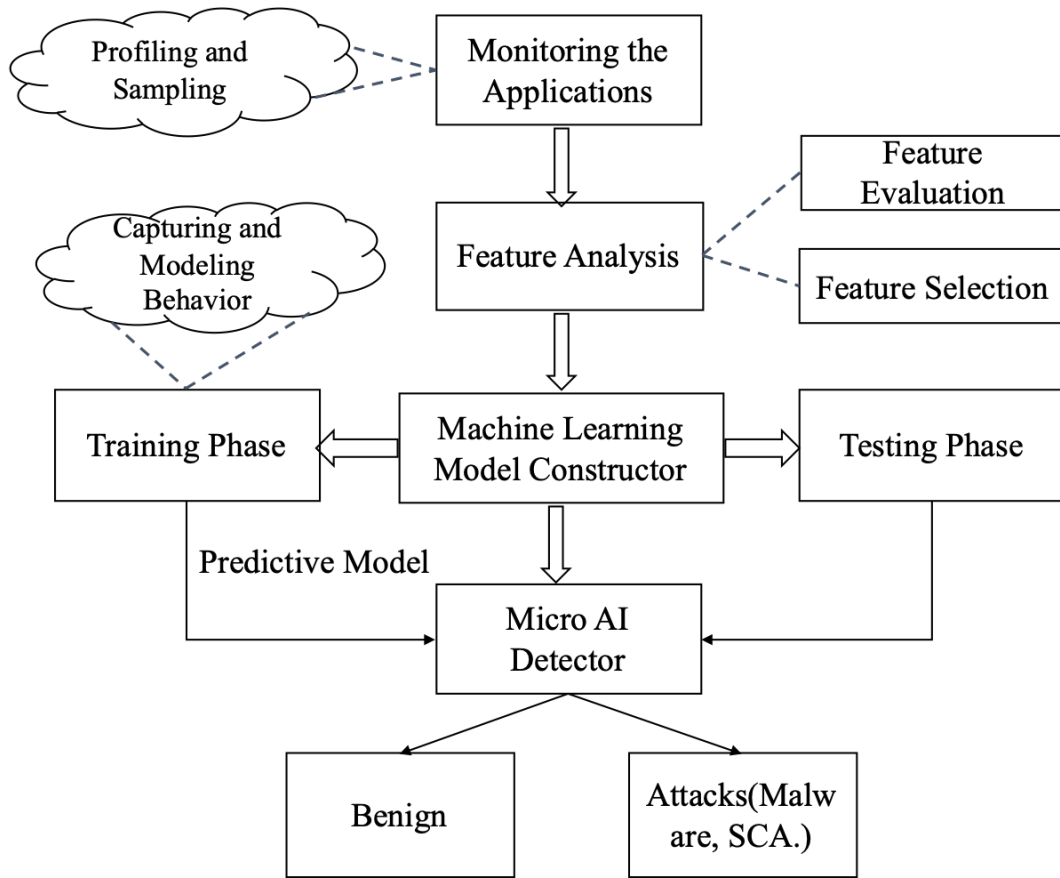 Profiling and
Sampling
Monitoring the
Applications
Feature
Evaluation
Capturing and
Modeling
Behavior
Feature Analysis
Feature Selection
Training Phase
Machine Learning
Model Constructor
Testing Phase
Predictive Model
Micro AI
Detector
Benign
Attacks(Malw
are, SCA.)